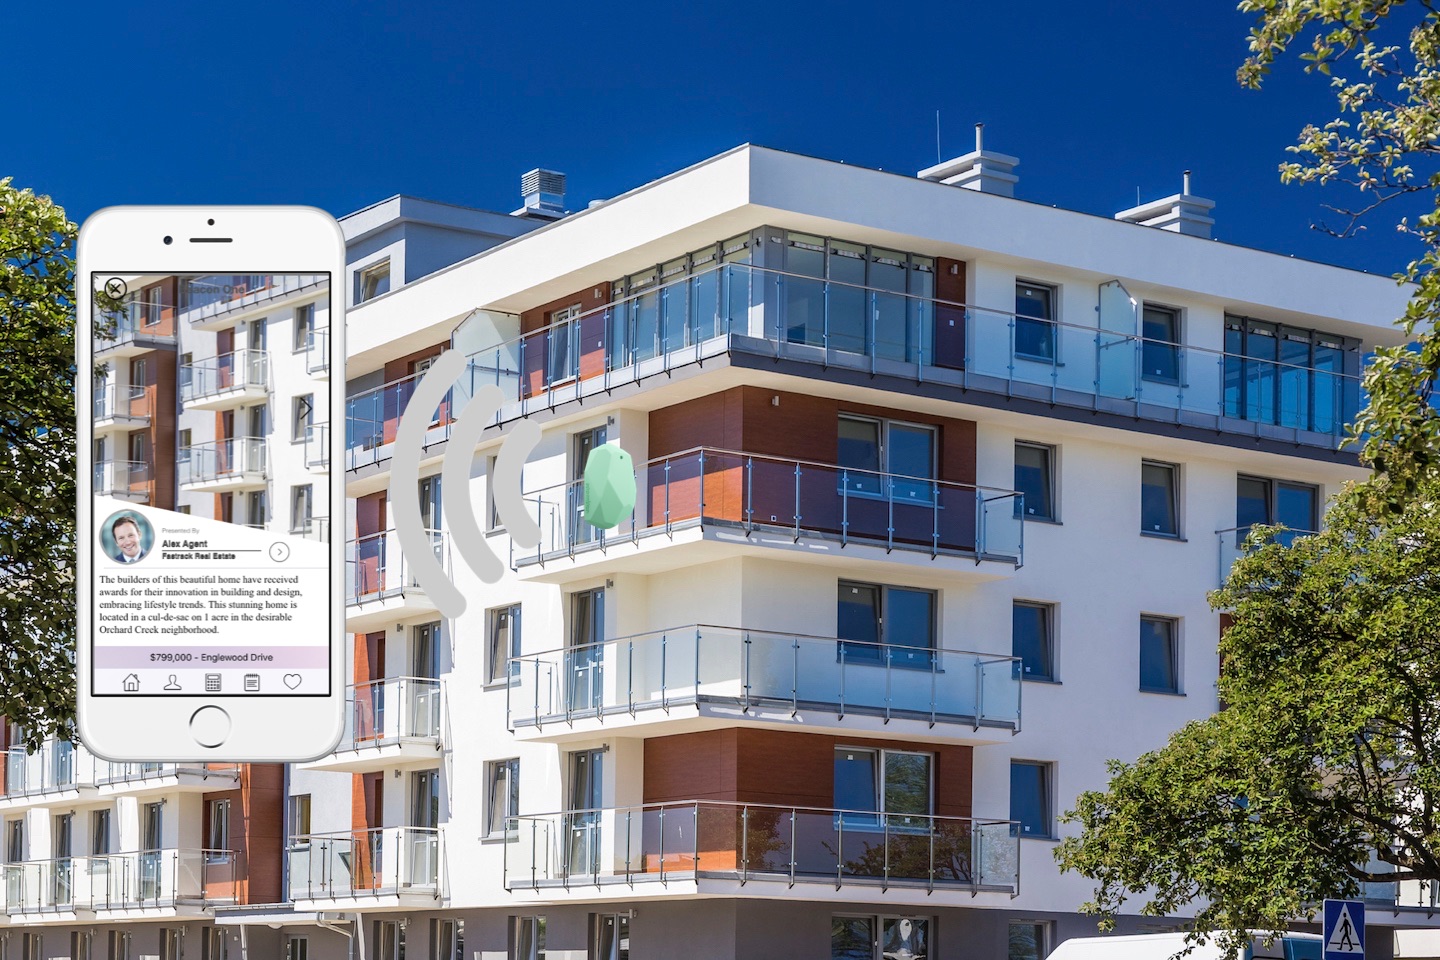 Beacon One
Presented By
Alex Agent
Fastrack Real Estate
The builders of this beautiful home have received
awards for their innovation in building and design,
embracing lifestyle trends. This stunning home is
located in a cul-de-sac on 1 acre in the desirable
Orchard Creek neighborhood.
$799,000 - Englewood Drive